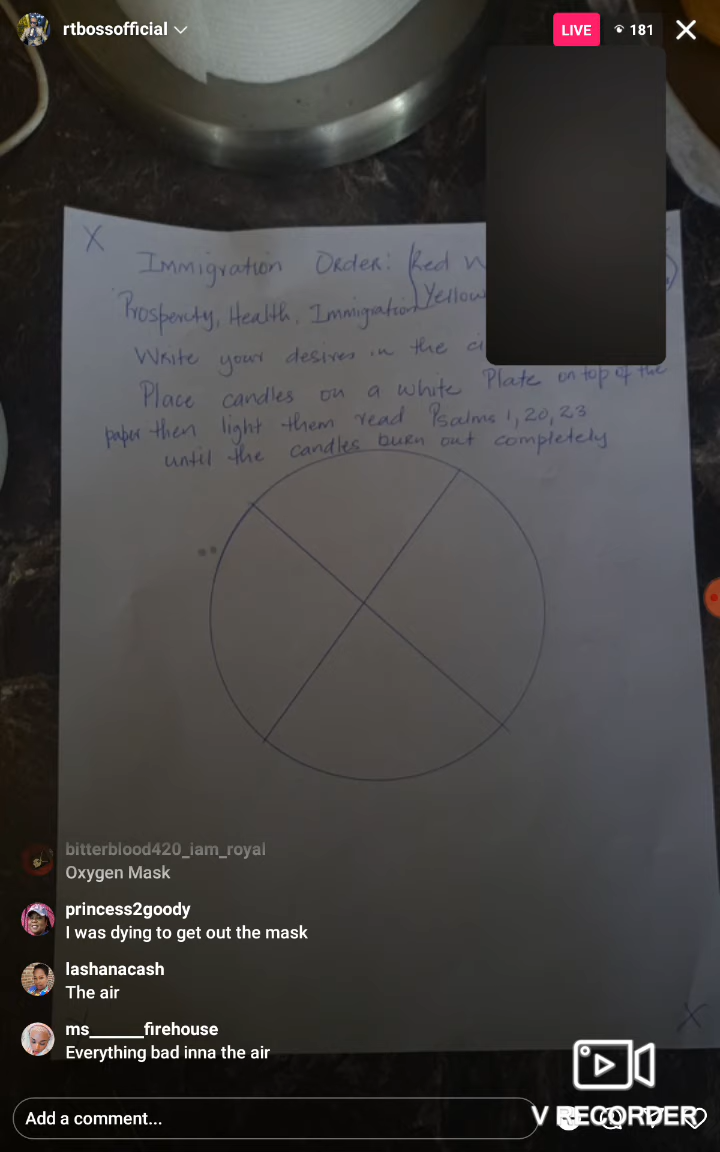 rtbossofficial
LIVE
181
X
Immigration Order: (Red
Prosperity, Health, Immigration Yellow
Write your desires in the
Place candles on a white Plate on top of the
paper then light them read Psalms 1, 20, 23
until the candles burn out completely
bitterblood420_iam_royal
Oxygen Mask
princess2goody
I was dying to get out the mask
lashanacash
The air
ms______firehouse
Everything bad inna the air
X
Add a comment...
V RECORDER